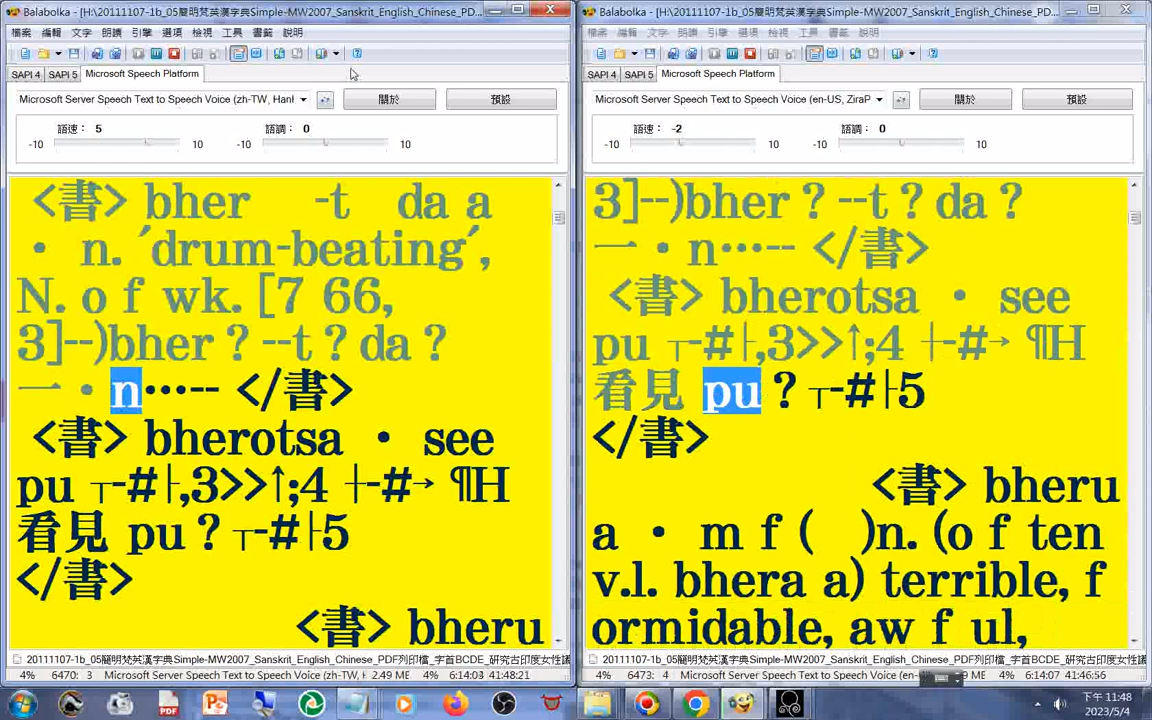 Balabolka - [H:\20111107-1b_05簡明梵英漢字典Simple-MW2007_Sanskrit_English_Chinese_PD...
檔案 編輯 文字 朗讀 引擎 選項 檢視 工具 書籤 說明
SAPI 4 SAPI 5 Microsoft Speech Platform
Microsoft Server Speech Text to Speech Voice (zh-TW, HanH 關於 預設
語速： 5 語調： 0
-10 10 -10 10
<書> bher -t da a
· n. ´drum-beating´,
N. o f wk. [7 66,
3]--)bher ? --t ? da ?
一 · n···-- </書>
<書> bherotsa · see
pu ┬-#├,3>>↑;4 ┼-#→ ¶H
看見 pu ? ┬-#├5
</書>
<書> bheru
20111107-1b_05簡明梵英漢字典Simple-MW2007_Sanskrit_English_Chinese_PDF列印檔_字首BCDE_研究古印度女性議
4% 6470: 3 Microsoft Server Speech Text to Speech Voice (zh-TW, H 2.49 ME 4% 6:14:03 41:48:21
Balabolka - [H:\20111107-1b_05簡明梵英漢字典Simple-MW2007_Sanskrit_English_Chinese_PD...
檔案 編輯 文字 朗讀 引擎 選項 檢視 工具 書籤 說明
SAPI 4 SAPI 5 Microsoft Speech Platform
Microsoft Server Speech Text to Speech Voice (en-US, ZiraP 關於 預設
語速： -2 語調： 0
-10 10 -10 10
3]--)bher ? --t ? da ?
一 · n···-- </書>
<書> bherotsa · see
pu ┬-#├,3>>↑;4 ┼-#→ ¶H
看見 pu ? ┬-#├5
</書>
<書> bheru
a · m f ( )n. (o f ten
v.l. bhera a) terrible, f
ormidable, aw f ul,
20111107-1b_05簡明梵英漢字典Simple-MW2007_Sanskrit_English_Chinese_PDF列印檔_字首BCDE_研究古印度女性議
4% 6473: 4 Microsoft Server Speech Text to Speech Voice (en-US ME 4% 6:14:07 41:46:56
下午 11:48
2023/5/4